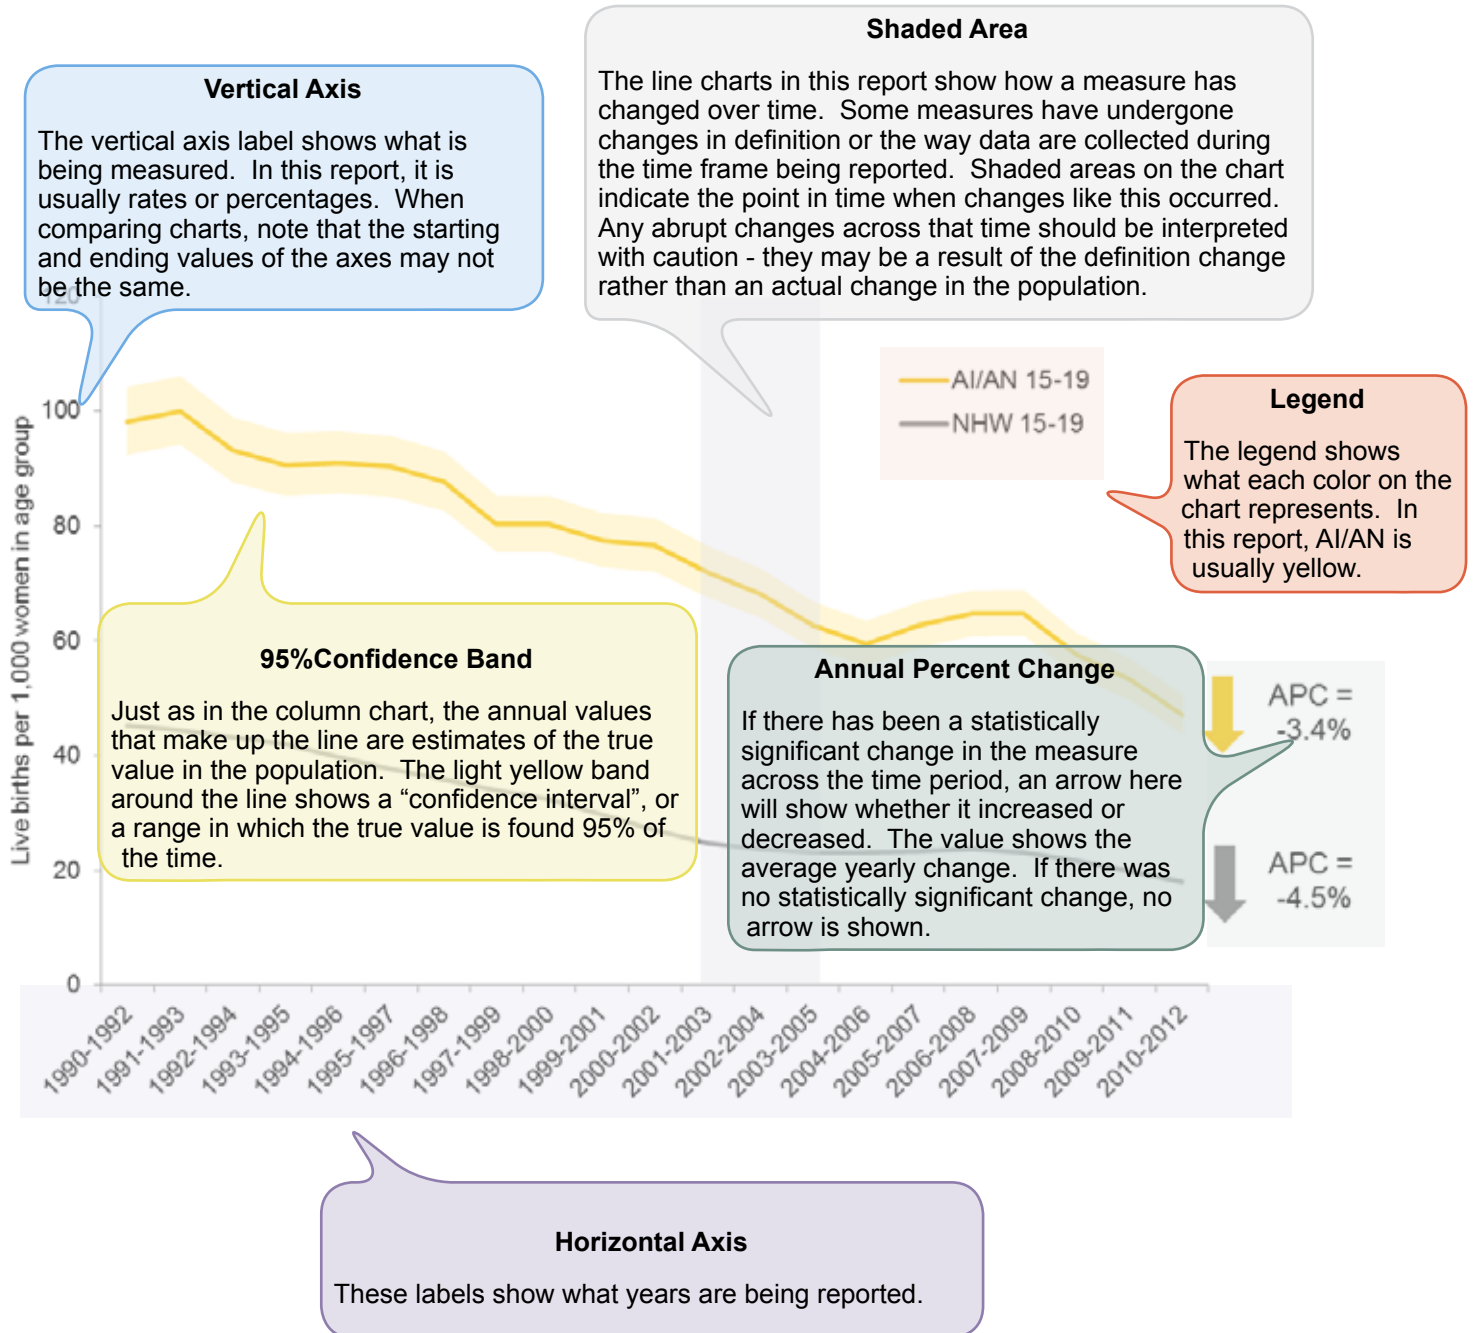 Shaded Area
The line charts in this report show how a measure has
changed over time.  Some measures have undergone
changes in definition or the way data are collected during
the time frame being reported.  Shaded areas on the chart
indicate the point in time when changes like this occurred.
Any abrupt changes across that time should be interpreted
with caution - they may be a result of the definition change
rather than an actual change in the population.
Vertical Axis
The vertical axis label shows what is
being measured.  In this report, it is
usually rates or percentages.  When
comparing charts, note that the starting
and ending values of the axes may not
be the same.
120
100
80
60
40
20
0
Live births per 1,000 women in age group
AI/AN 15-19
NHW 15-19
Legend
The legend shows
what each color on the
chart represents.  In
this report, AI/AN is
usually yellow.
95%Confidence Band
Just as in the column chart, the annual values
that make up the line are estimates of the true
value in the population.  The light yellow band
around the line shows a “confidence interval”, or
a range in which the true value is found 95% of
the time.
Annual Percent Change
If there has been a statistically
significant change in the measure
across the time period, an arrow here
will show whether it increased or
decreased.  The value shows the
average yearly change.  If there was
no statistically significant change, no
arrow is shown.
APC =
-3.4%
APC =
-4.5%
1990-1992
1991-1993
1992-1994
1993-1995
1994-1996
1995-1997
1996-1998
1997-1999
1998-2000
1999-2001
2000-2002
2001-2003
2002-2004
2003-2005
2004-2006
2005-2007
2006-2008
2007-2009
2008-2010
2009-2011
2010-2012
Horizontal Axis
These labels show what years are being reported.